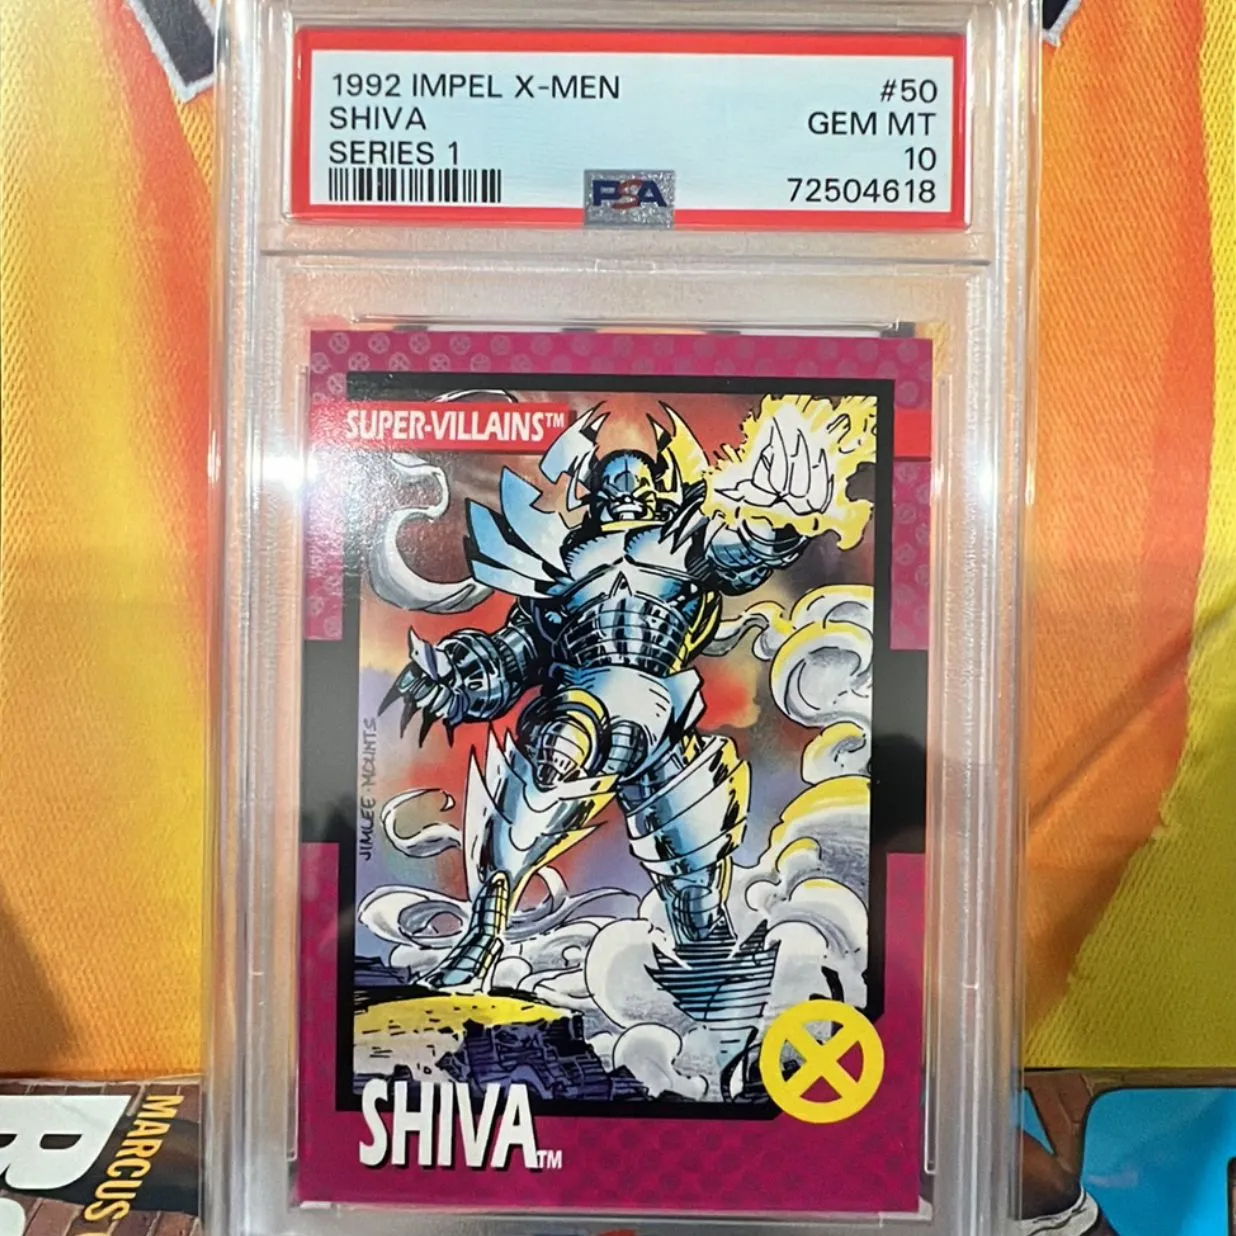 1992 IMPEL X-MEN #50
SHIVA GEM MT
SERIES 1 10
PSA 72504618
SUPER-VILLAINS™
JIMLEE·MOUNTS
SHIVA™
MARCUS